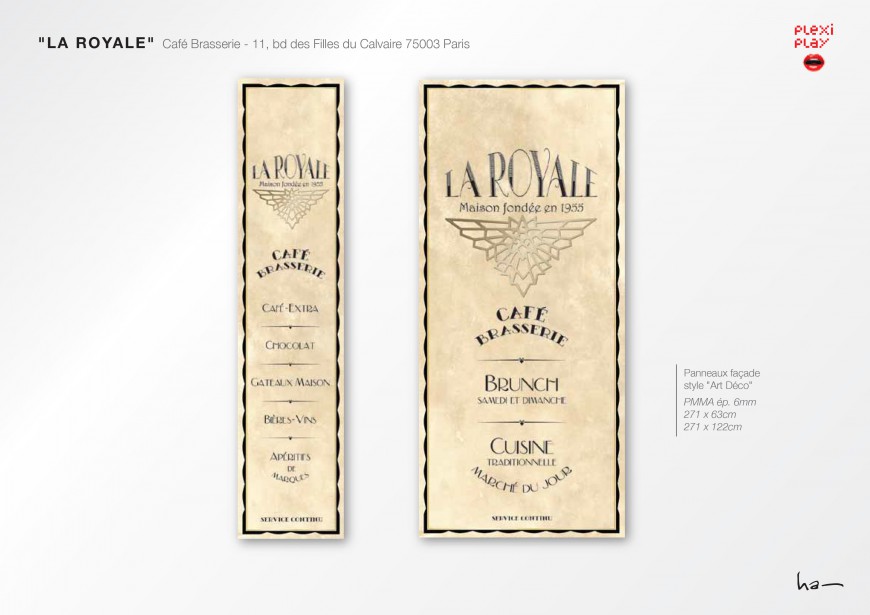 "LA ROYALE" Café Brasserie - 11, bd des Filles du Calvaire 75003 Paris
PLEXI
PLAY
LA ROYALE
Maison fondée en 1955
CAFÉ
BRASSERIE
CAFÉ-EXTRA
CHOCOLAT
GATEAUX MAISON
BIÈRES-VINS
APÉRITIFS
DE
MARQUES
SERVICE CONTINU
LA ROYALE
Maison fondée en 1955
CAFÉ
BRASSERIE
BRUNCH
SAMEDI ET DIMANCHE
CUISINE
TRADITIONNELLE
MARCHÉ DU JOUR
SERVICE CONTINU
Panneaux façade
style "Art Déco"
PMMA ép. 6mm
271 x 63cm
271 x 122cm
ha